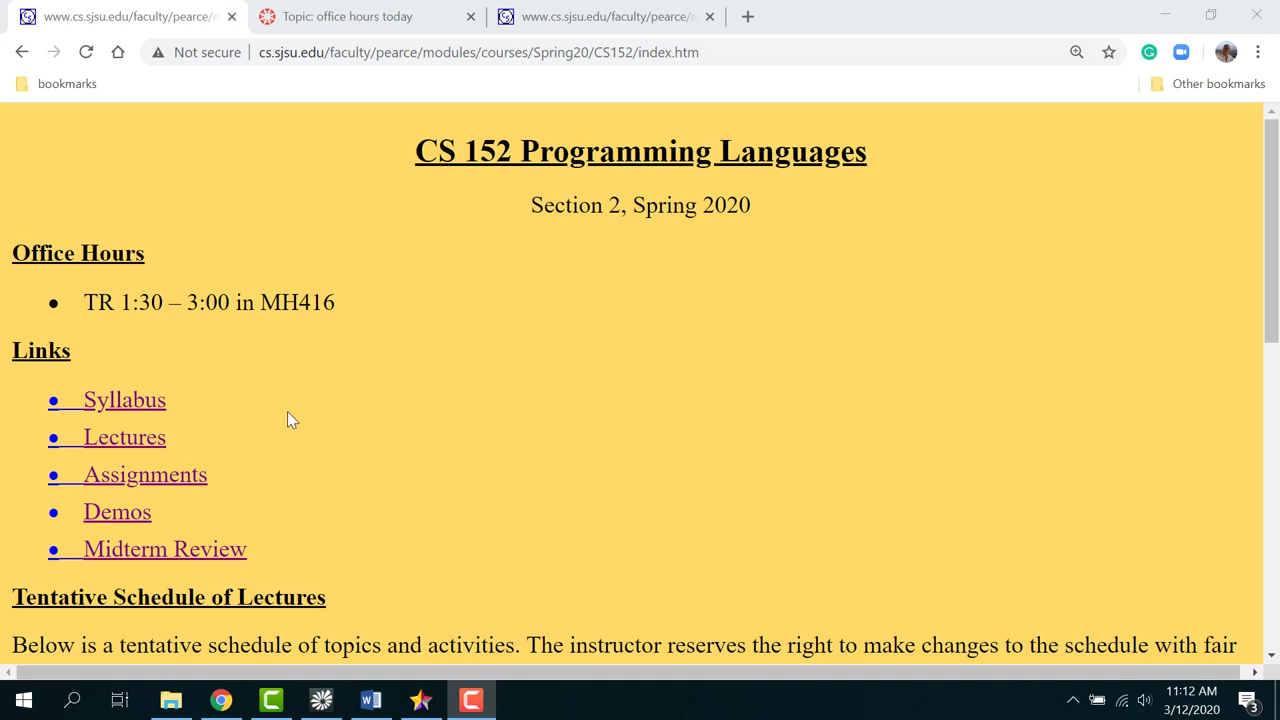 www.cs.sjsu.edu/faculty/pearce/m
Topic: office hours today
www.cs.sjsu.edu/faculty/pearce/m
Not secure
cs.sjsu.edu/faculty/pearce/modules/courses/Spring20/CS152/index.htm
bookmarks
Other bookmarks
CS 152 Programming Languages
Section 2, Spring 2020
Office Hours
• TR 1:30 – 3:00 in MH416
Links
• Syllabus
• Lectures
• Assignments
• Demos
• Midterm Review
Tentative Schedule of Lectures
Below is a tentative schedule of topics and activities. The instructor reserves the right to make changes to the schedule with fair
11:12 AM
3/12/2020
3